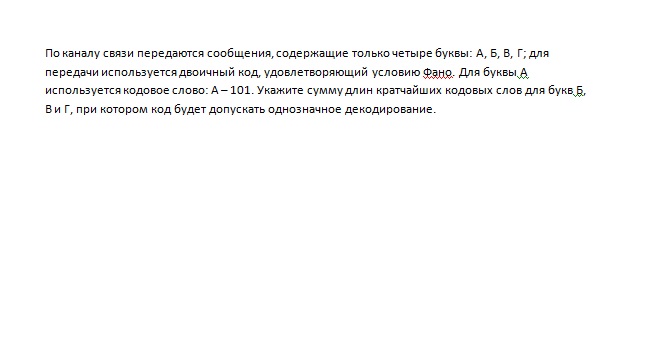 По каналу связи передаются сообщения, содержащие только четыре буквы: А, Б, В, Г; для
передачи используется двоичный код, удовлетворяющий условию Фано. Для буквы А
используется кодовое слово: А – 101. Укажите сумму длин кратчайших кодовых слов для букв Б,
В и Г, при котором код будет допускать однозначное декодирование.